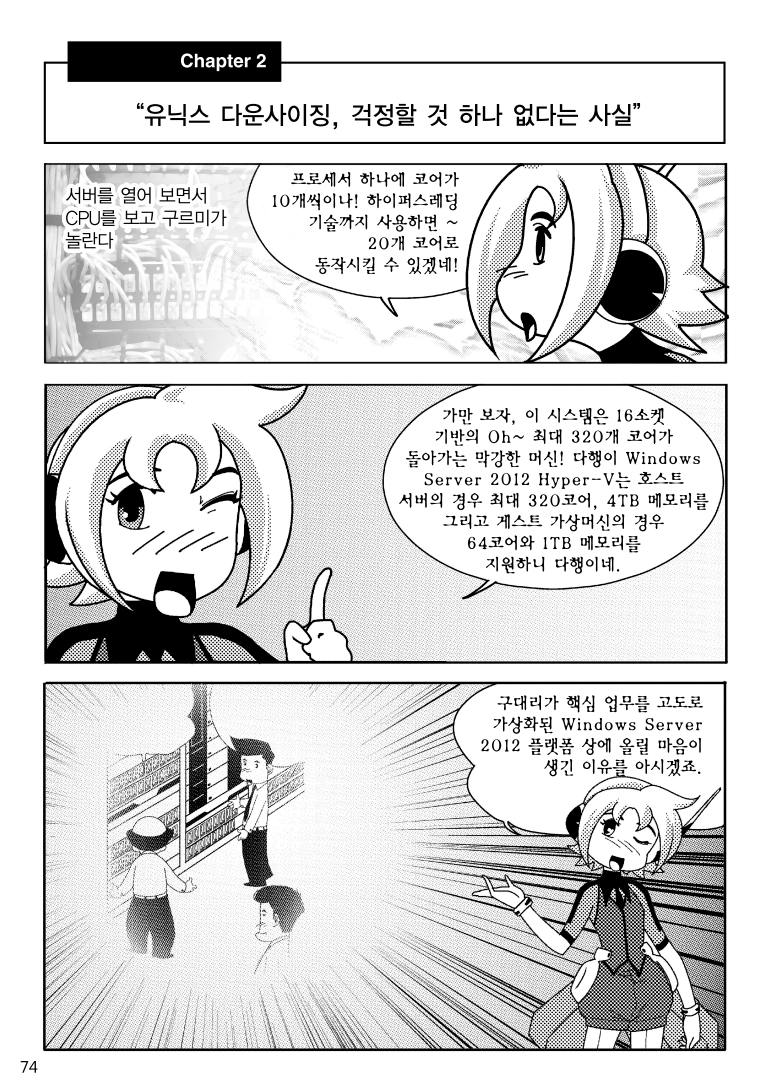 Chapter 2
“유닉스 다운사이징, 걱정할 것 하나 없다는 사실”
서버를 열어 보면서
CPU를 보고 구르미가
놀란다
프로세서 하나에 코어가
10개씩이나! 하이퍼스레딩
기술까지 사용하면 ~
20개 코어로
동작시킬 수 있겠네!
가만 보자, 이 시스템은 16소켓
기반의 Oh~ 최대 320개 코어가
돌아가는 막강한 머신! 다행이 Windows
Server 2012 Hyper-V는 호스트
서버의 경우 최대 320코어, 4TB 메모리를
그리고 게스트 가상머신의 경우
64코어와 1TB 메모리를
지원하니 다행이네.
구대리가 핵심 업무를 고도로
가상화된 Windows Server
2012 플랫폼 상에 올릴 마음이
생긴 이유를 아시겠죠.
74